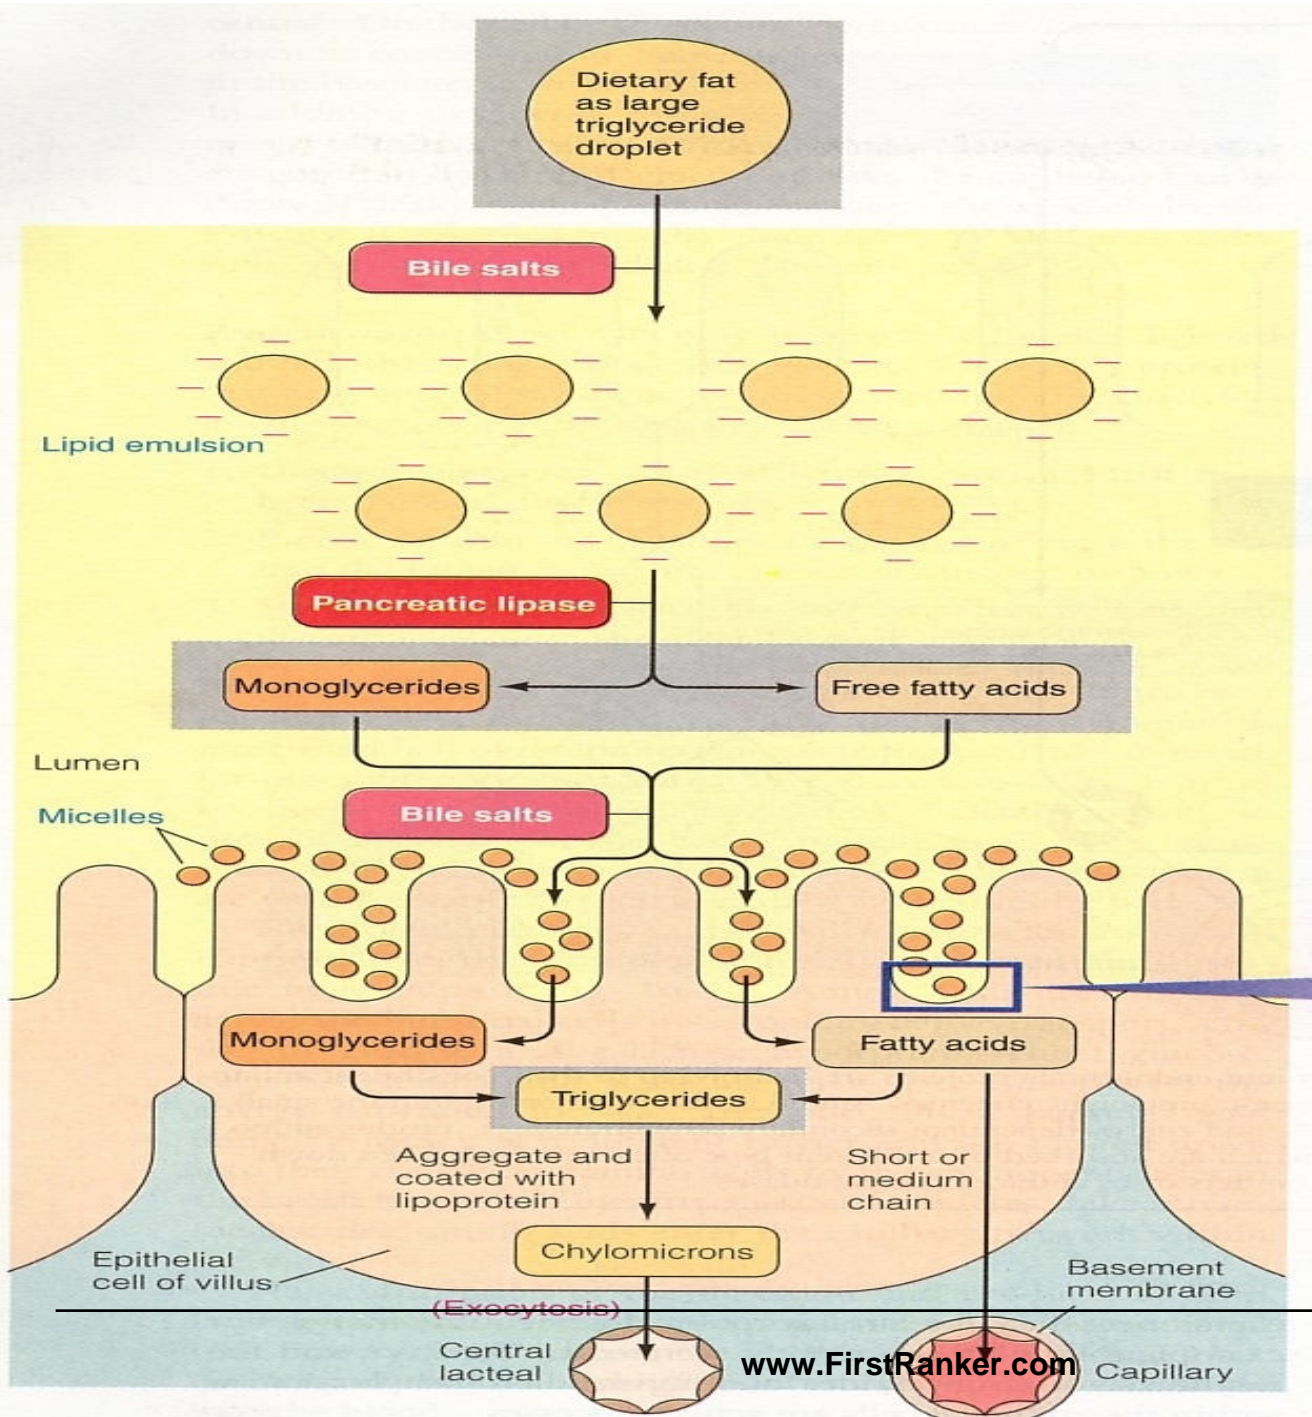 Dietary fat
as large
triglyceride
droplet
Bile salts
Lipid emulsion
Pancreatic lipase
Monoglycerides
Free fatty acids
Lumen
Bile salts
Micelles
Monoglycerides
Fatty acids
Triglycerides
Aggregate and
coated with
lipoprotein
Short or
medium
chain
Chylomicrons
Epithelial
cell of villus
Basement
membrane
(Exocytosis)
Central
lacteal
www.FirstRanker.com
Capillary